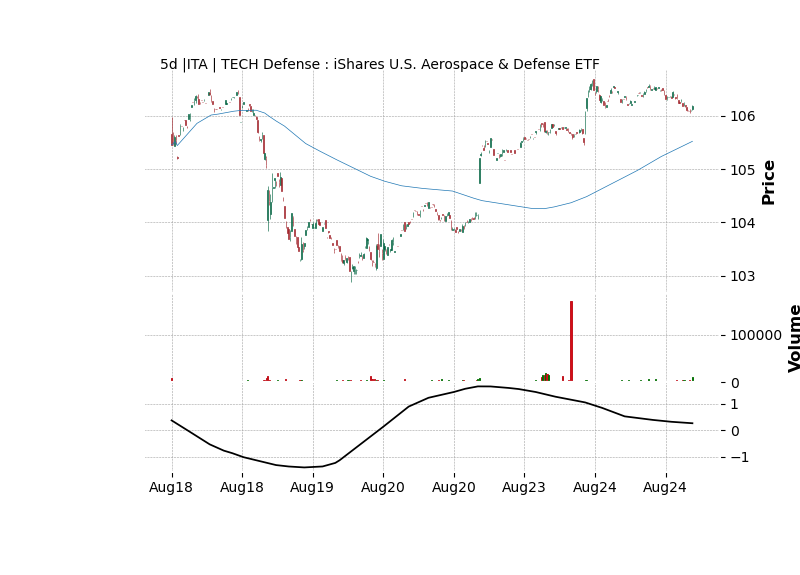 5d |ITA | TECH Defense : iShares U.S. Aerospace & Defense ETF
106
105
104
103
Price
100000
0
Volume
1
0
−1
Aug18 Aug18 Aug19 Aug20 Aug20 Aug23 Aug24 Aug24